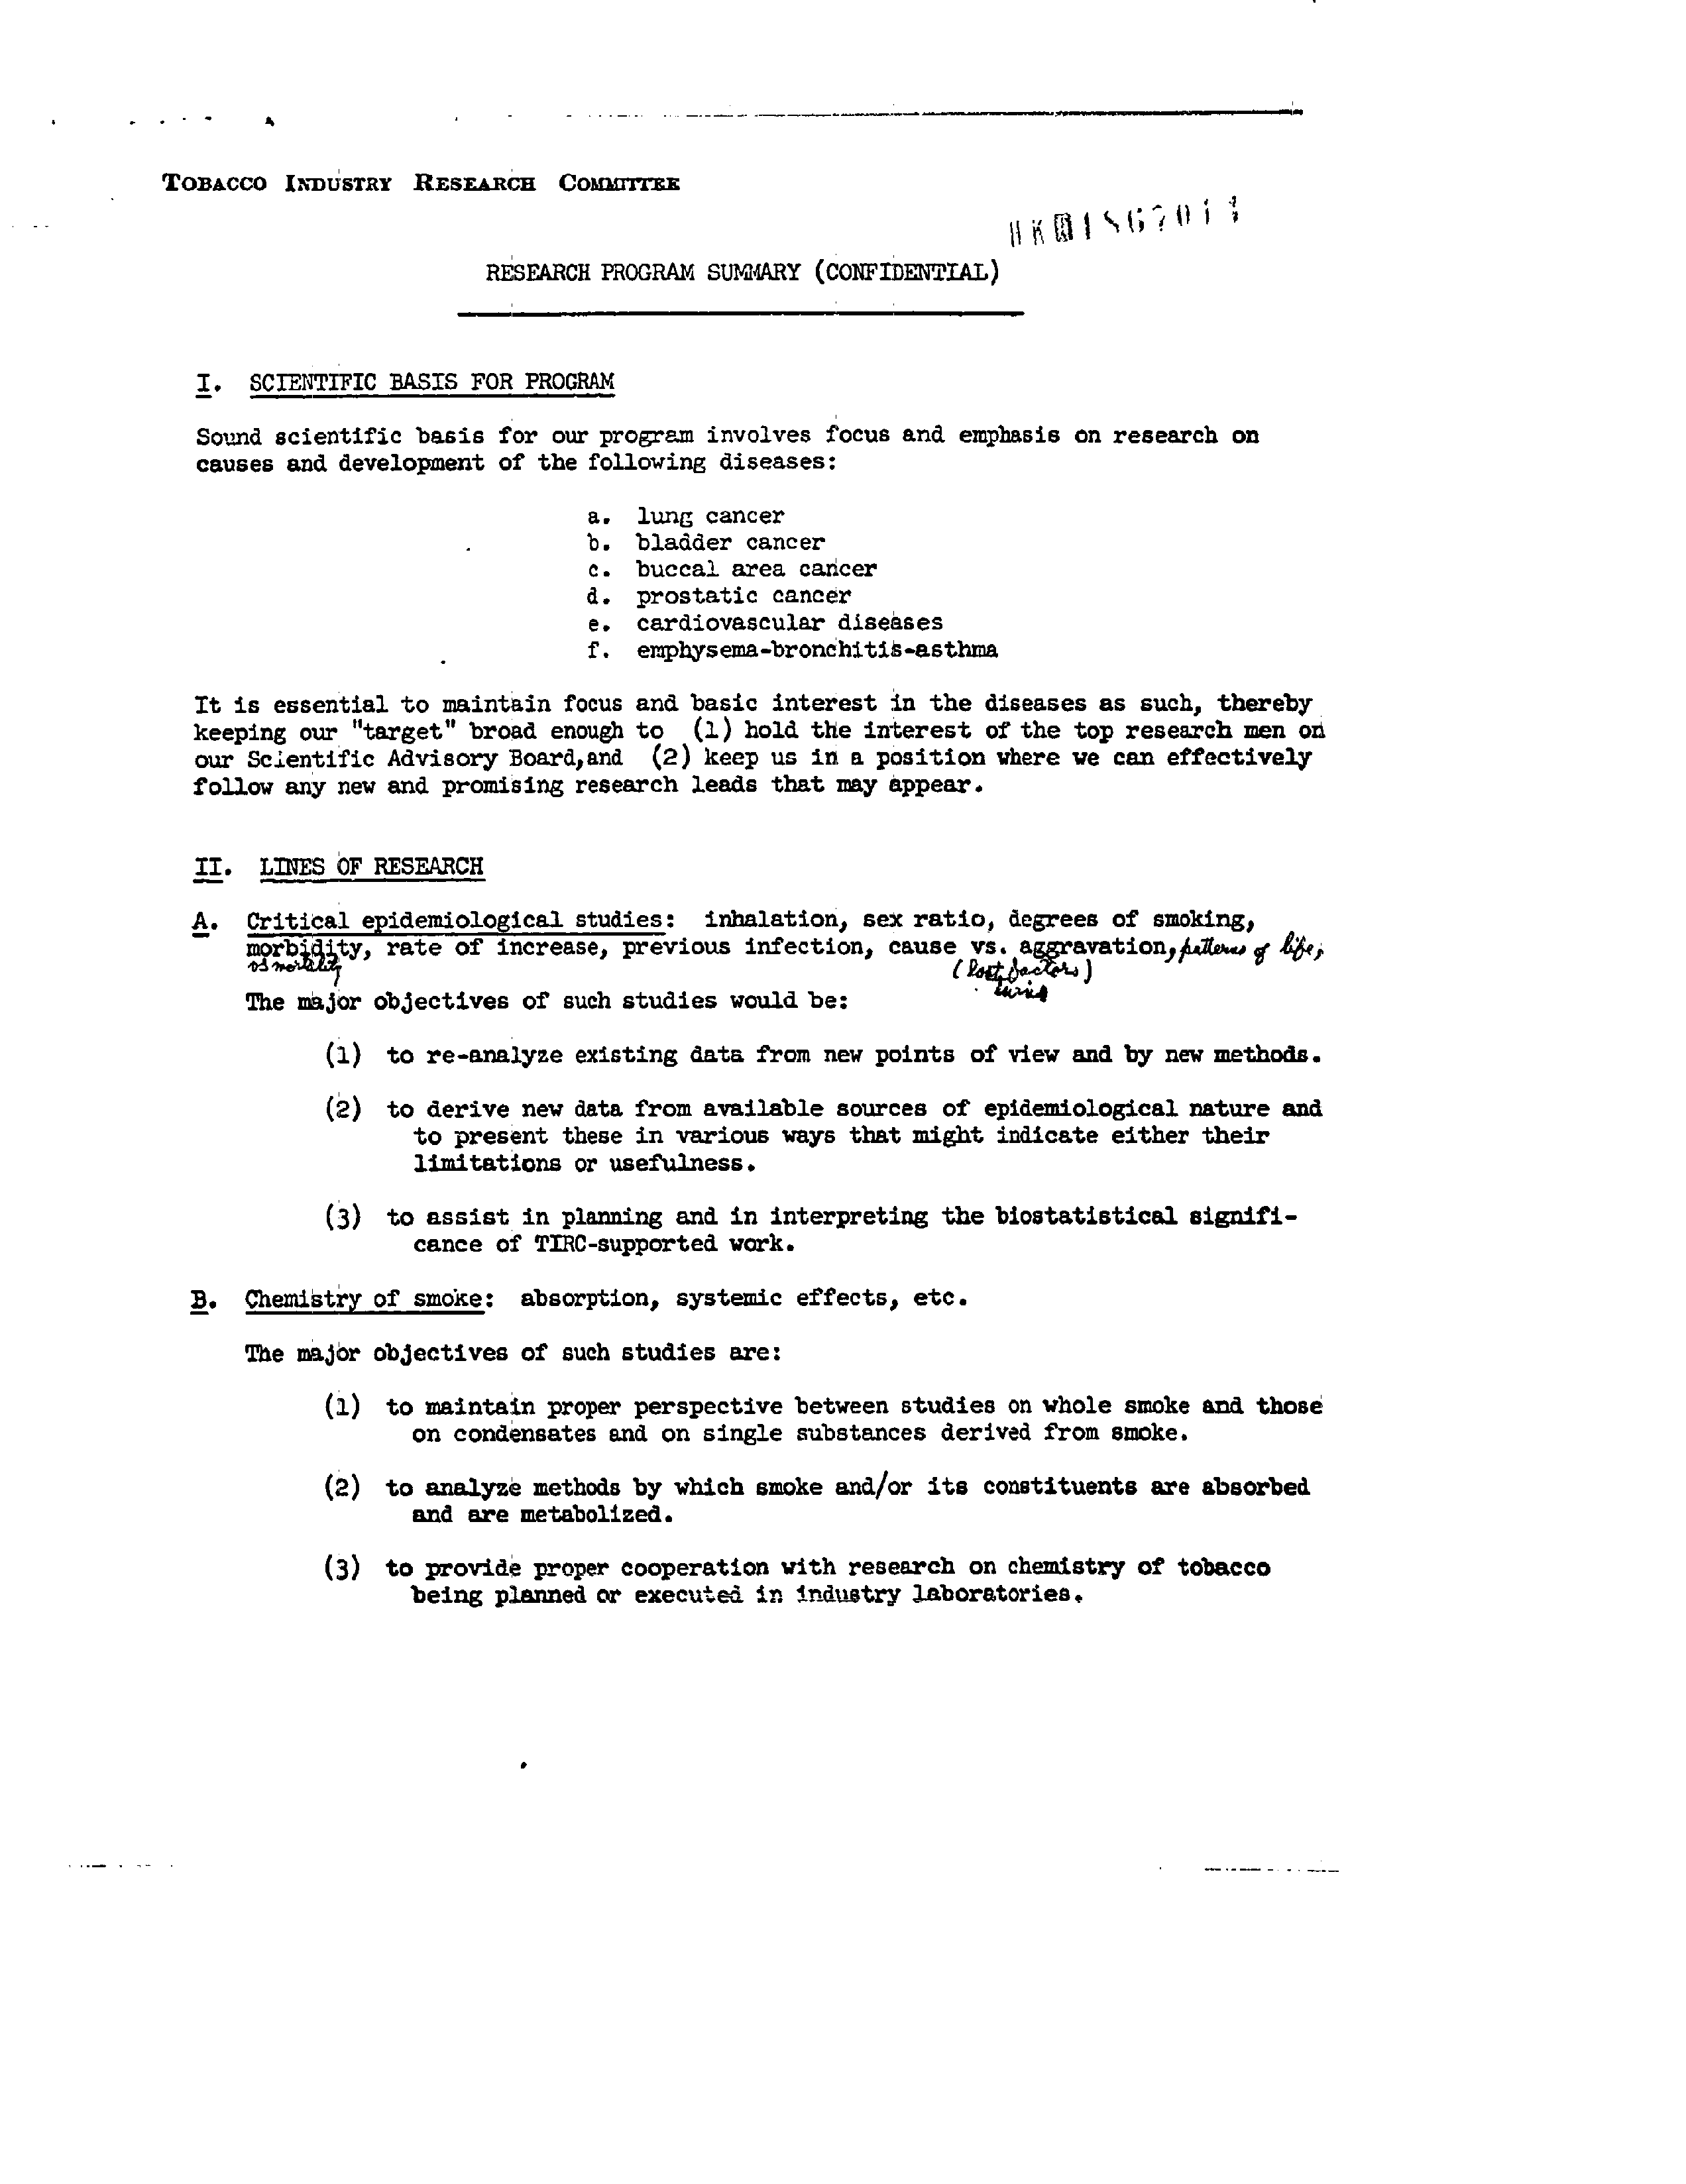 TOBACCO INDUSTRY RESEARCH COMMITTEE
RESEARCH PROGRAM SUMMARY (CONFIDENTIAL)
I. SCIENTIFIC BASIS FOR PROGRAM
Sound scientific basis for our program involves focus and emphasis on research on
causes and development of the following diseases:
a. lung cancer
b. bladder cancer
c. buccal area cancer
d. prostatic cancer
e. cardiovascular diseases
f. emphysema-bronchitis-asthma
It is essential to maintain focus and basic interest in the diseases as such, thereby
keeping our "target" broad enough to (1) hold the interest of the top research men on
our Scientific Advisory Board,and (2) keep us in a position where we can effectively
follow any new and promising research leads that may appear.
II. LINES OF RESEARCH
A. Critical epidemiological studies: inhalation, sex ratio, degrees of smoking,
morbidity, rate of increase, previous infection, cause vs. aggravation, patterns of life,
vs mortality (host factors)
The major objectives of such studies would be:
(1) to re-analyze existing data from new points of view and by new methods.
(2) to derive new data from available sources of epidemiological nature and
to present these in various ways that might indicate either their
limitations or usefulness.
(3) to assist in planning and in interpreting the biostatistical signifi-
cance of TIRC-supported work.
B. Chemistry of smoke: absorption, systemic effects, etc.
The major objectives of such studies are:
(1) to maintain proper perspective between studies on whole smoke and those
on condensates and on single substances derived from smoke.
(2) to analyze methods by which smoke and/or its constituents are absorbed
and are metabolized.
(3) to provide proper cooperation with research on chemistry of tobacco
being planned or executed in industry laboratories.